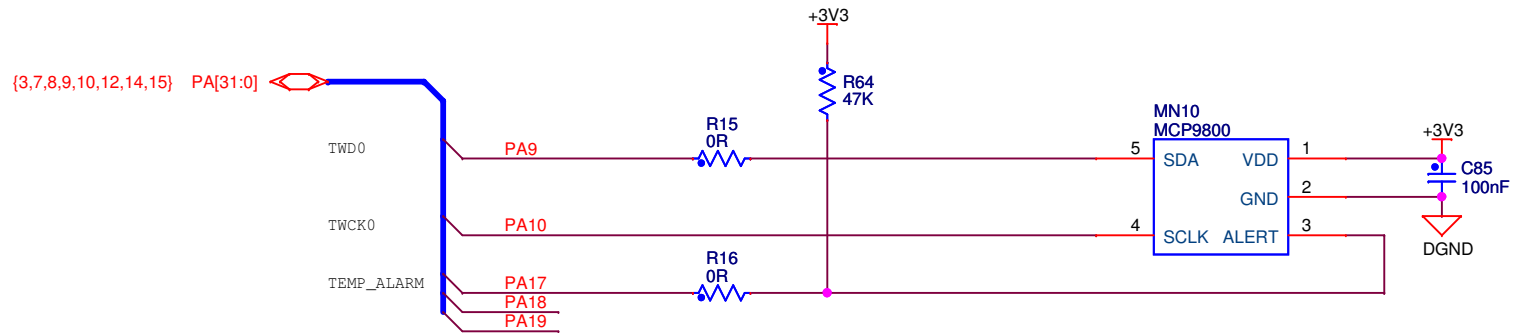 +3V3
{3,7,8,9,10,12,14,15} PA[31:0]
R64
47K
MN10
MCP9800
R15
0R
+3V3
TWD0
PA9
5
SDA
VDD
1
C85
100nF
GND
2
TWCK0
PA10
4
SCLK
ALERT
3
DGND
R16
0R
TEMP_ALARM
PA17
PA18
PA19